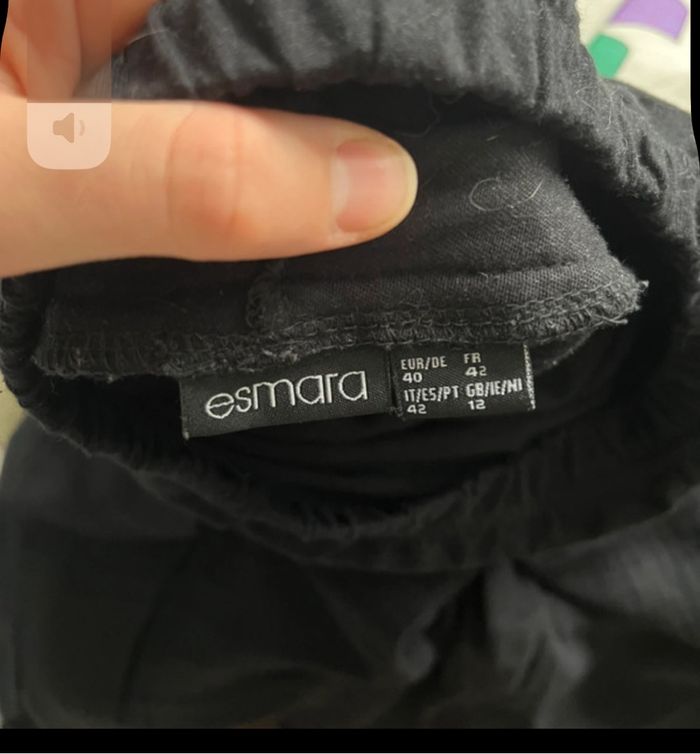 esmara
EUR/DE FR
40 42
IT/ES/PT GB/IE/NI
42 12